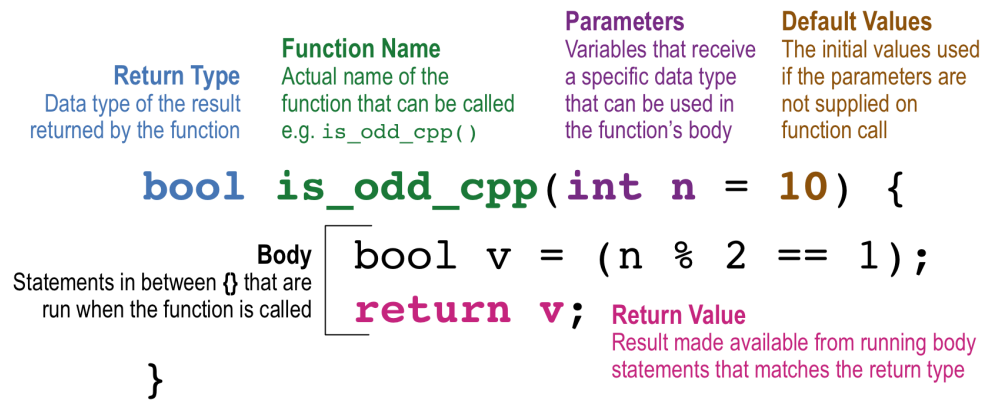 Return Type
Data type of the result
returned by the function
Function Name
Actual name of the
function that can be called
e.g. is_odd_cpp()
Parameters
Variables that receive
a specific data type
that can be used in
the function's body
Default Values
The initial values used
if the parameters are
not supplied on
function call
bool is_odd_cpp(int n = 10) {
Body
Statements in between {} that are
run when the function is called
bool v = (n % 2 == 1);
return v;
Return Value
Result made available from running body
statements that matches the return type
}